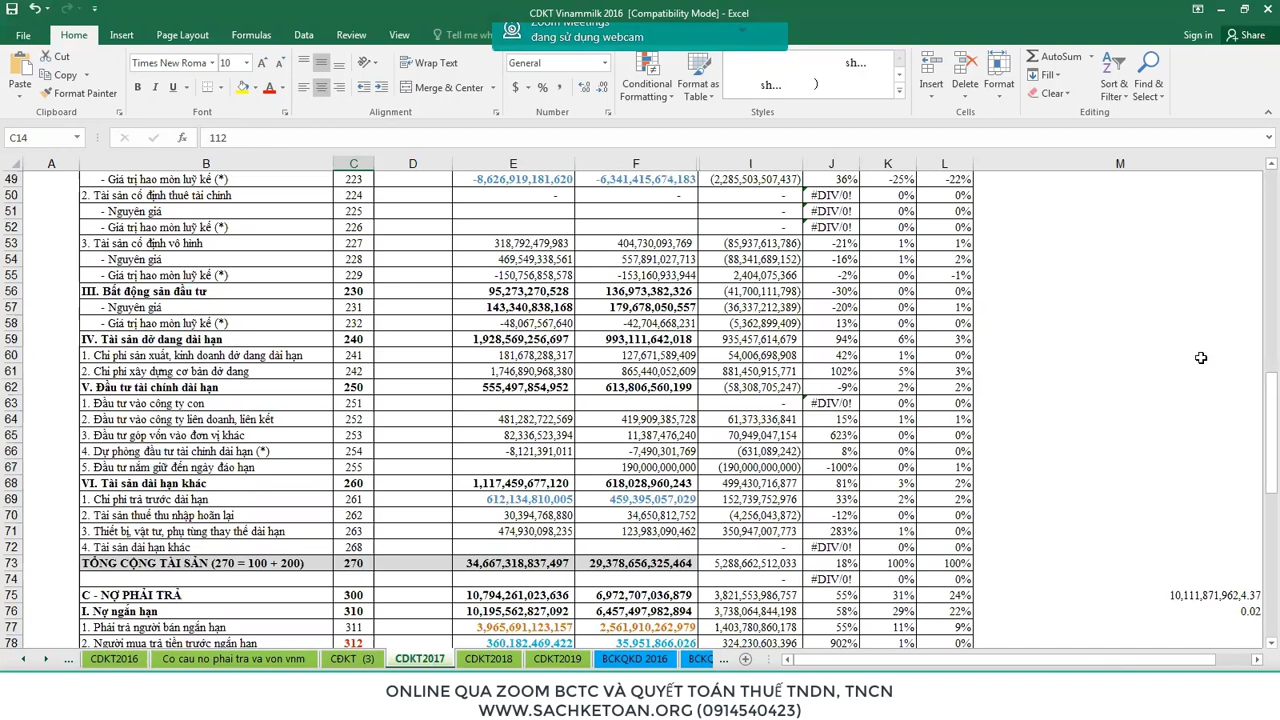 CDKT Vinammilk 2016 [Compatibility Mode] - Excel
Zoom Meetings
đang sử dụng webcam
File Home Insert Page Layout Formulas Data Review View Tell me Sign in Share
Cut Copy Format Painter Paste Clipboard
Times New Roma 10 Font
Wrap Text Merge & Center Alignment
General Number
Conditional Formatting Format as Table sh... sh... ) Styles
Insert Delete Format Cells
AutoSum Fill Clear Sort & Filter Find & Select Editing
C14 fx 112
A B C D E F I J K L M
49 - Giá trị hao mòn luỹ kế (*) 223 -8,626,919,181,620 -6,341,415,674,183 (2,285,503,507,437) 36% -25% -22%
50 2. Tài sản cố định thuê tài chính 224 - - - #DIV/0! 0% 0%
51 - Nguyên giá 225 - #DIV/0! 0% 0%
52 - Giá trị hao mòn luỹ kế (*) 226 - #DIV/0! 0% 0%
53 3. Tài sản cố định vô hình 227 318,792,479,983 404,730,093,769 (85,937,613,786) -21% 1% 1%
54 - Nguyên giá 228 469,549,338,561 557,891,027,713 (88,341,689,152) -16% 1% 2%
55 - Giá trị hao mòn luỹ kế (*) 229 -150,756,858,578 -153,160,933,944 2,404,075,366 -2% 0% -1%
56 III. Bất động sản đầu tư 230 95,273,270,528 136,973,382,326 (41,700,111,798) -30% 0% 0%
57 - Nguyên giá 231 143,340,838,168 179,678,050,557 (36,337,212,389) -20% 0% 1%
58 - Giá trị hao mòn luỹ kế (*) 232 -48,067,567,640 -42,704,668,231 (5,362,899,409) 13% 0% 0%
59 IV. Tài sản dở dang dài hạn 240 1,928,569,256,697 993,111,642,018 935,457,614,679 94% 6% 3%
60 1. Chi phí sản xuất, kinh doanh dở dang dài hạn 241 181,678,288,317 127,671,589,409 54,006,698,908 42% 1% 0%
61 2. Chi phí xây dựng cơ bản dở dang 242 1,746,890,968,380 865,440,052,609 881,450,915,771 102% 5% 3%
62 V. Đầu tư tài chính dài hạn 250 555,497,854,952 613,806,560,199 (58,308,705,247) -9% 2% 2%
63 1. Đầu tư vào công ty con 251 - #DIV/0! 0% 0%
64 2. Đầu tư vào công ty liên doanh, liên kết 252 481,282,722,569 419,909,385,728 61,373,336,841 15% 1% 1%
65 3. Đầu tư góp vốn vào đơn vị khác 253 82,336,523,394 11,387,476,240 70,949,047,154 623% 0% 0%
66 4. Dự phòng đầu tư tài chính dài hạn (*) 254 -8,121,391,011 -7,490,301,769 (631,089,242) 8% 0% 0%
67 5. Đầu tư nắm giữ đến ngày đáo hạn 255 190,000,000,000 (190,000,000,000) -100% 0% 1%
68 VI. Tài sản dài hạn khác 260 1,117,459,677,120 618,028,960,243 499,430,716,877 81% 3% 2%
69 1. Chi phí trả trước dài hạn 261 612,134,810,005 459,395,057,029 152,739,752,976 33% 2% 2%
70 2. Tài sản thuế thu nhập hoãn lại 262 30,394,768,880 34,650,812,752 (4,256,043,872) -12% 0% 0%
71 3. Thiết bị, vật tư, phụ tùng thay thế dài hạn 263 474,930,098,235 123,983,090,462 350,947,007,773 283% 1% 0%
72 4. Tài sản dài hạn khác 268 - #DIV/0! 0% 0%
73 TỔNG CỘNG TÀI SẢN (270 = 100 + 200) 270 34,667,318,837,497 29,378,656,325,464 5,288,662,512,033 18% 100% 100%
74 - #DIV/0! 0% 0%
75 C - NỢ PHẢI TRẢ 300 10,794,261,023,636 6,972,707,036,879 3,821,553,986,757 55% 31% 24% 10,111,871,962,4.37
76 I. Nợ ngắn hạn 310 10,195,562,827,092 6,457,497,982,894 3,738,064,844,198 58% 29% 22% 0.02
77 1. Phải trả người bán ngắn hạn 311 3,965,691,123,157 2,561,910,262,979 1,403,780,860,178 55% 11% 9%
78 2. Người mua trả tiền trước ngắn hạn 312 360,182,469,422 35,951,866,026 324,230,603,396 902% 1% 0%
... CDKT2016 Co cau no phai tra va von vnm CĐKT (3) CDKT2017 CDKT2018 CDKT2019 BCKQKD 2016 BCKQ ...
ONLINE QUA ZOOM BCTC VÀ QUYẾT TOÁN THUẾ TNDN, TNCN
WWW.SACHKETOAN.ORG (0914540423)